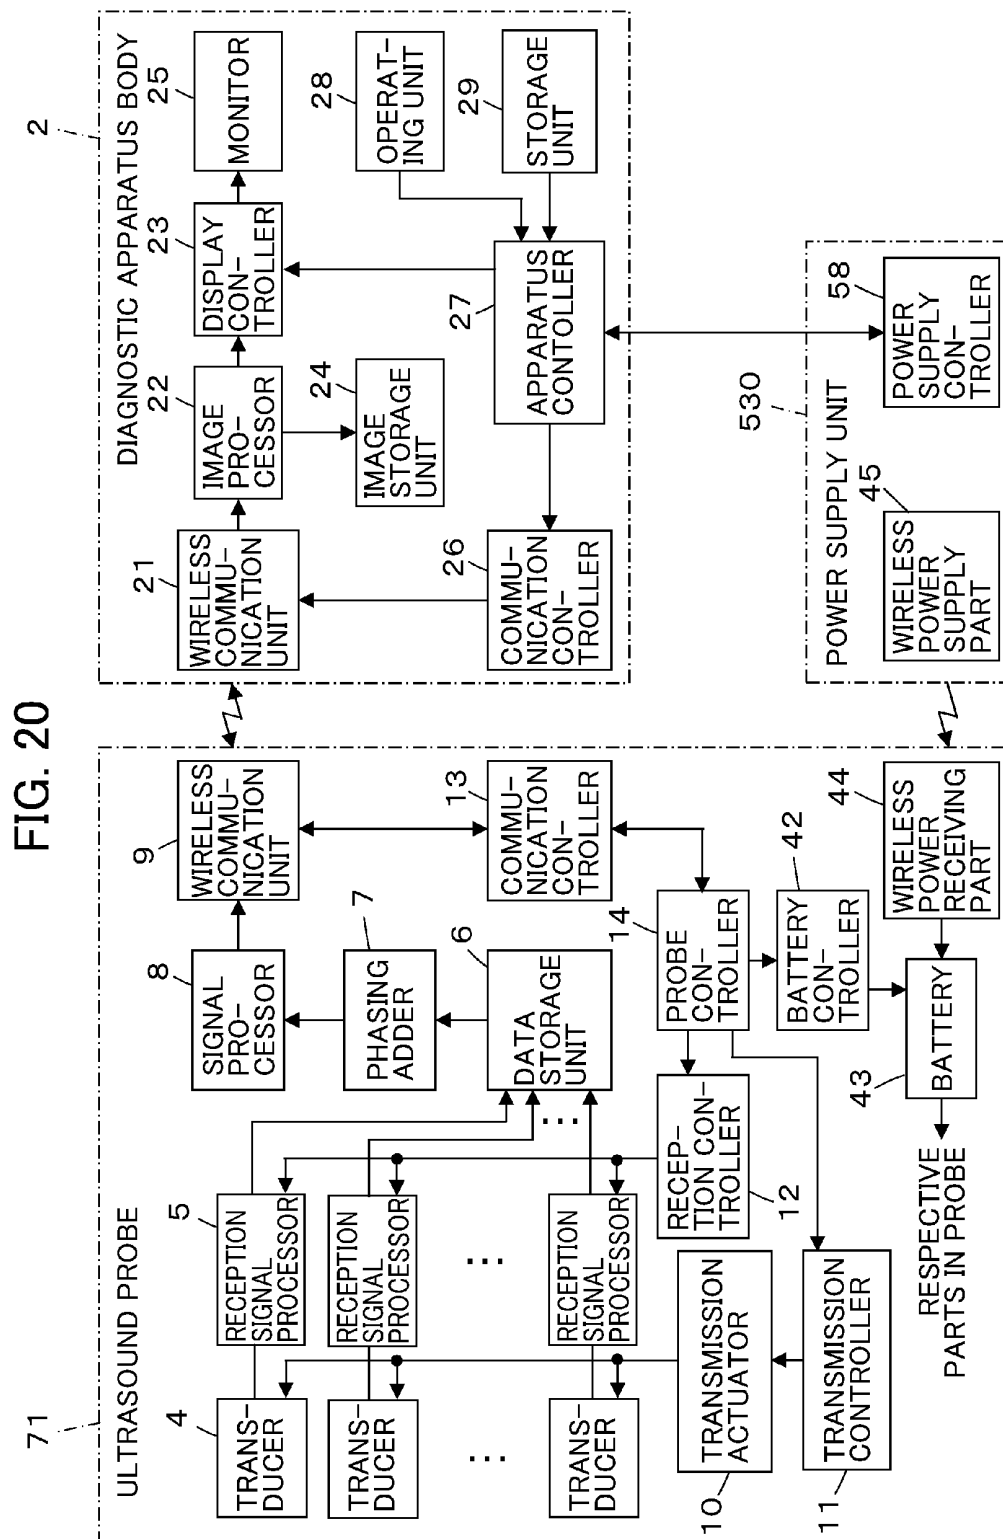 FIG. 20
71
ULTRASOUND PROBE
4
TRANS-
DUCER
TRANS-
DUCER
...
TRANS-
DUCER
5
RECEPTION
SIGNAL
PROCESSOR
RECEPTION
SIGNAL
PROCESSOR
...
RECEPTION
SIGNAL
PROCESSOR
...
8
SIGNAL
PRO-
CESSOR
7
PHASING
ADDER
6
DATA
STORAGE
UNIT
9
WIRELESS
COMMU-
NICATION
UNIT
13
COMMU-
NICATION
CON-
TROLLER
10
TRANSMISSION
ACTUATOR
11
TRANSMISSION
CONTROLLER
RECEP-
TION CON-
TROLLER
12
14
PROBE
CON-
TROLLER
42
BATTERY
CON-
TROLLER
44
WIRELESS
POWER
RECEIVING
PART
43
BATTERY
RESPECTIVE
PARTS IN PROBE
2
DIAGNOSTIC APPARATUS BODY
21
WIRELESS
COMMU-
NICATION
UNIT
22
IMAGE
PRO-
CESSOR
23
DISPLAY
CON-
TROLLER
25
MONITOR
24
IMAGE
STORAGE
UNIT
28
OPERAT-
ING UNIT
29
STORAGE
UNIT
26
COMMU-
NICATION
CON-
TROLLER
27
APPARATUS
CONTOLLER
530
POWER SUPPLY UNIT
45
WIRELESS
POWER
SUPPLY
PART
58
POWER
SUPPLY
CON-
TROLLER